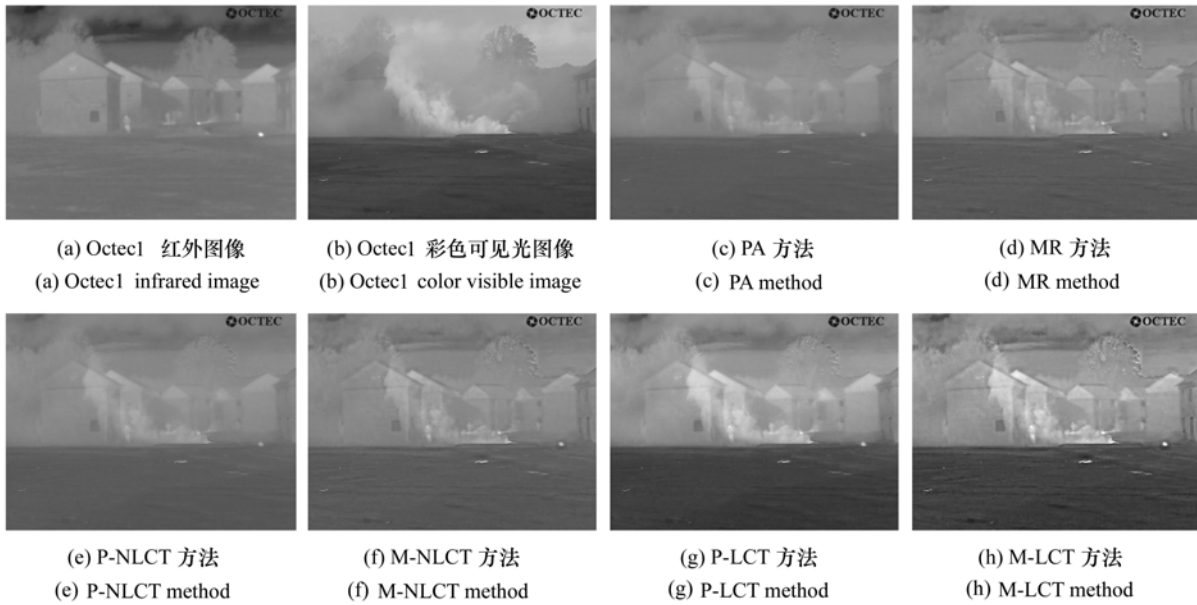 OCTEC OCTEC OCTEC OCTEC
(a) Octec1 红外图像 (b) Octec1 彩色可见光图像 (c) PA 方法 (d) MR 方法
(a) Octec1 infrared image (b) Octec1 color visible image (c) PA method (d) MR method
OCTEC OCTEC OCTEC OCTEC
(e) P-NLCT 方法 (f) M-NLCT 方法 (g) P-LCT 方法 (h) M-LCT 方法
(e) P-NLCT method (f) M-NLCT method (g) P-LCT method (h) M-LCT method